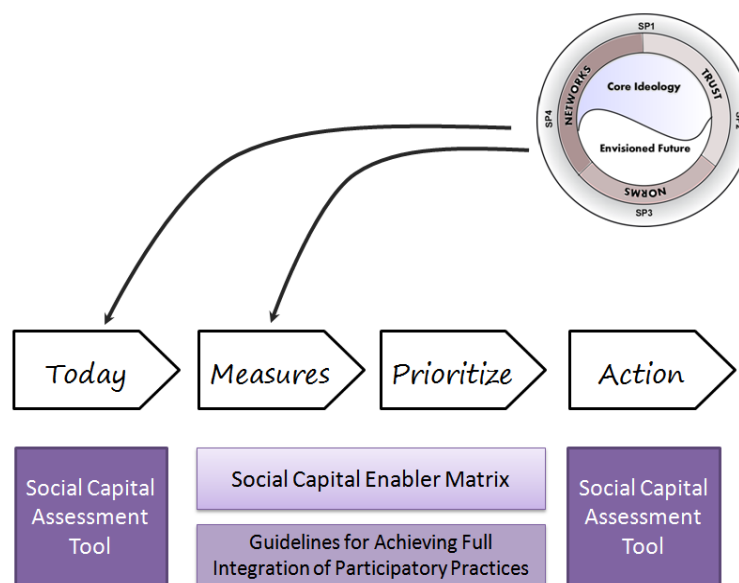 SP1
NETWORKS
TRUST
Core Ideology
SP4
SP2
Envisioned Future
NORMS
SP3
Today
Measures
Prioritize
Action
Social Capital
Assessment
Tool
Social Capital Enabler Matrix
Guidelines for Achieving Full
Integration of Participatory Practices
Social Capital
Assessment
Tool